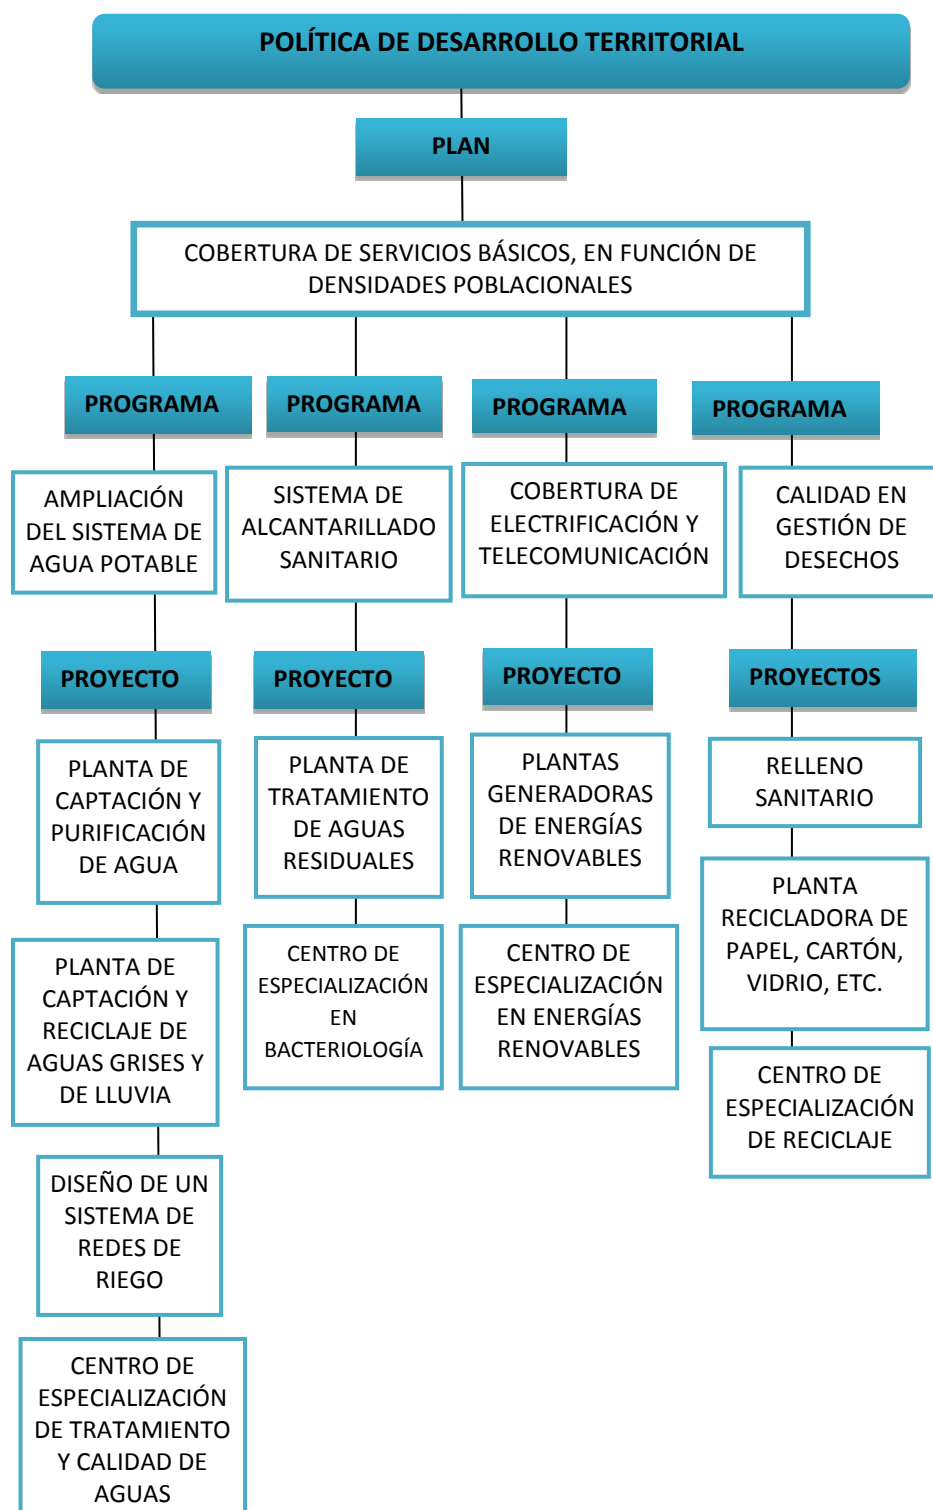 POLÍTICA DE DESARROLLO TERRITORIAL
PLAN
COBERTURA DE SERVICIOS BÁSICOS, EN FUNCIÓN DE
DENSIDADES POBLACIONALES
PROGRAMA
AMPLIACIÓN
DEL SISTEMA DE
AGUA POTABLE
PROYECTO
PLANTA DE
CAPTACIÓN Y
PURIFICACIÓN
DE AGUA
PLANTA DE
CAPTACIÓN Y
RECICLAJE DE
AGUAS GRISES Y
DE LLUVIA
DISEÑO DE UN
SISTEMA DE
REDES DE
RIEGO
CENTRO DE
ESPECIALIZACIÓN
DE TRATAMIENTO
Y CALIDAD DE
AGUAS
PROGRAMA
SISTEMA DE
ALCANTARILLADO
SANITARIO
PROYECTO
PLANTA DE
TRATAMIENTO
DE AGUAS
RESIDUALES
CENTRO DE
ESPECIALIZACIÓN
EN
BACTERIOLOGÍA
PROGRAMA
COBERTURA DE
ELECTRIFICACIÓN Y
TELECOMUNICACIÓN
PROYECTO
PLANTAS
GENERADORAS
DE ENERGÍAS
RENOVABLES
CENTRO DE
ESPECIALIZACIÓN
EN ENERGÍAS
RENOVABLES
PROGRAMA
CALIDAD EN
GESTIÓN DE
DESECHOS
PROYECTOS
RELLENO
SANITARIO
PLANTA
RECICLADORA DE
PAPEL, CARTÓN,
VIDRIO, ETC.
CENTRO DE
ESPECIALIZACIÓN
DE RECICLAJE